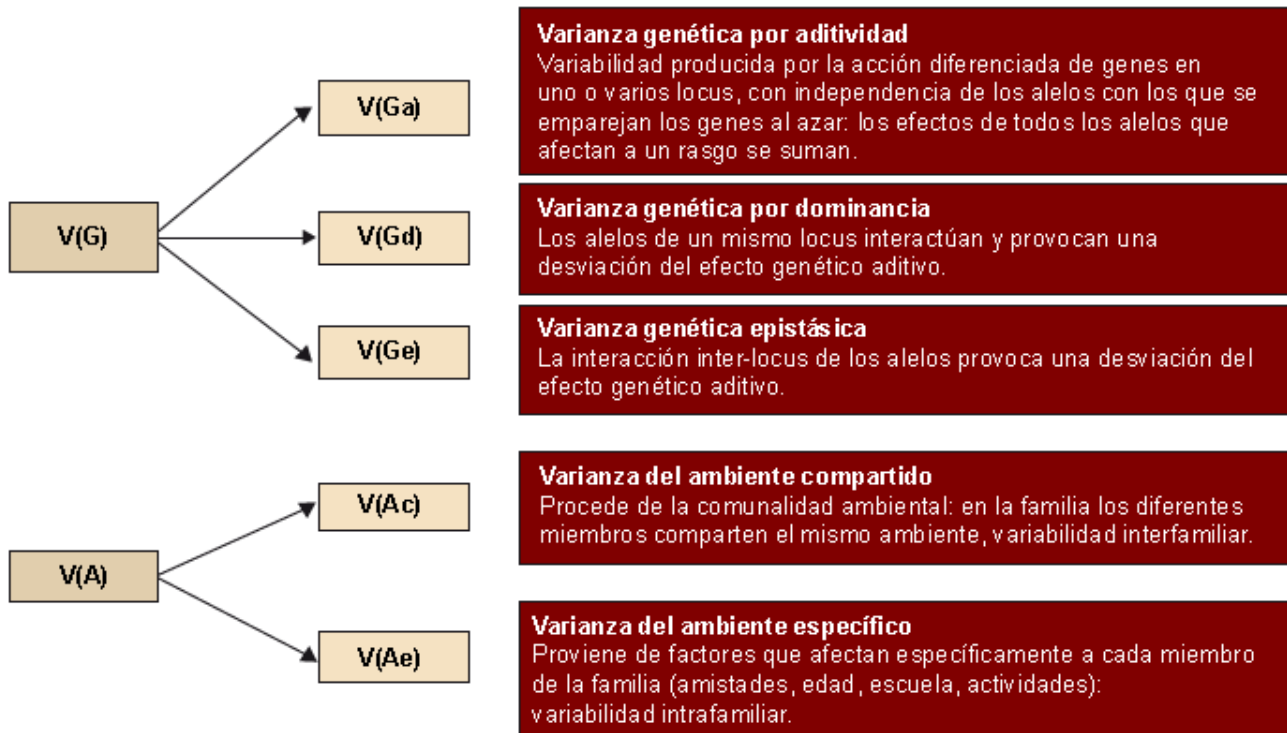 Varianza genética por aditividad
V(Ga)
Variabilidad producida por la acción diferenciada de genes en
uno o varios locus, con independencia de los alelos con los que se
emparejan los genes al azar: los efectos de todos los alelos que
afectan a un rasgo se suman.
V(G)
V(Gd)
Varianza genética por dominancia
Los alelos de un mismo locus interactúan y provocan una
desviación del efecto genético aditivo.
V(Ge)
Varianza genética epistásica
La interacción inter-locus de los alelos provoca una desviación del
efecto genético aditivo.
V(Ac)
Varianza del ambiente compartido
Procede de la comunalidad ambiental: en la familia los diferentes
miembros comparten el mismo ambiente, variabilidad interfamiliar.
V(A)
V(Ae)
Varianza del ambiente específico
Proviene de factores que afectan específicamente a cada miembro
de la familia (amistades, edad, escuela, actividades):
variabilidad intrafamiliar.